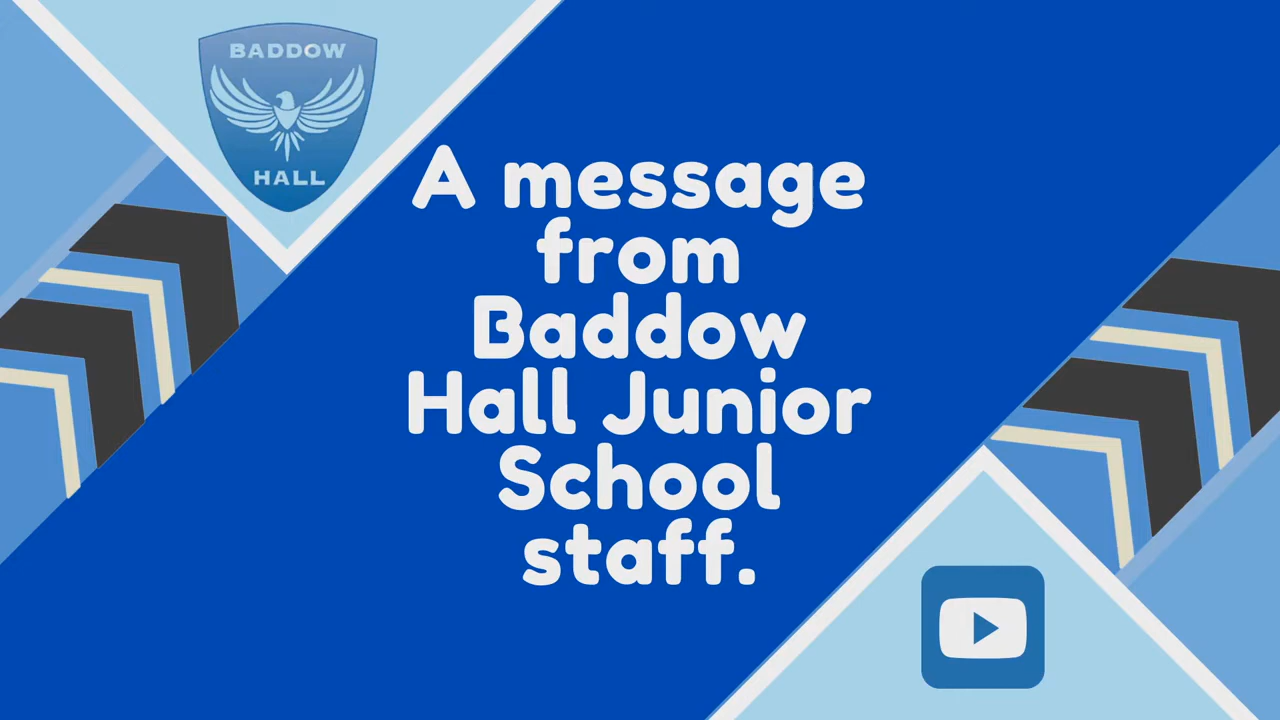 BADDOW
HALL
A message
from
Baddow
Hall Junior
School
staff.